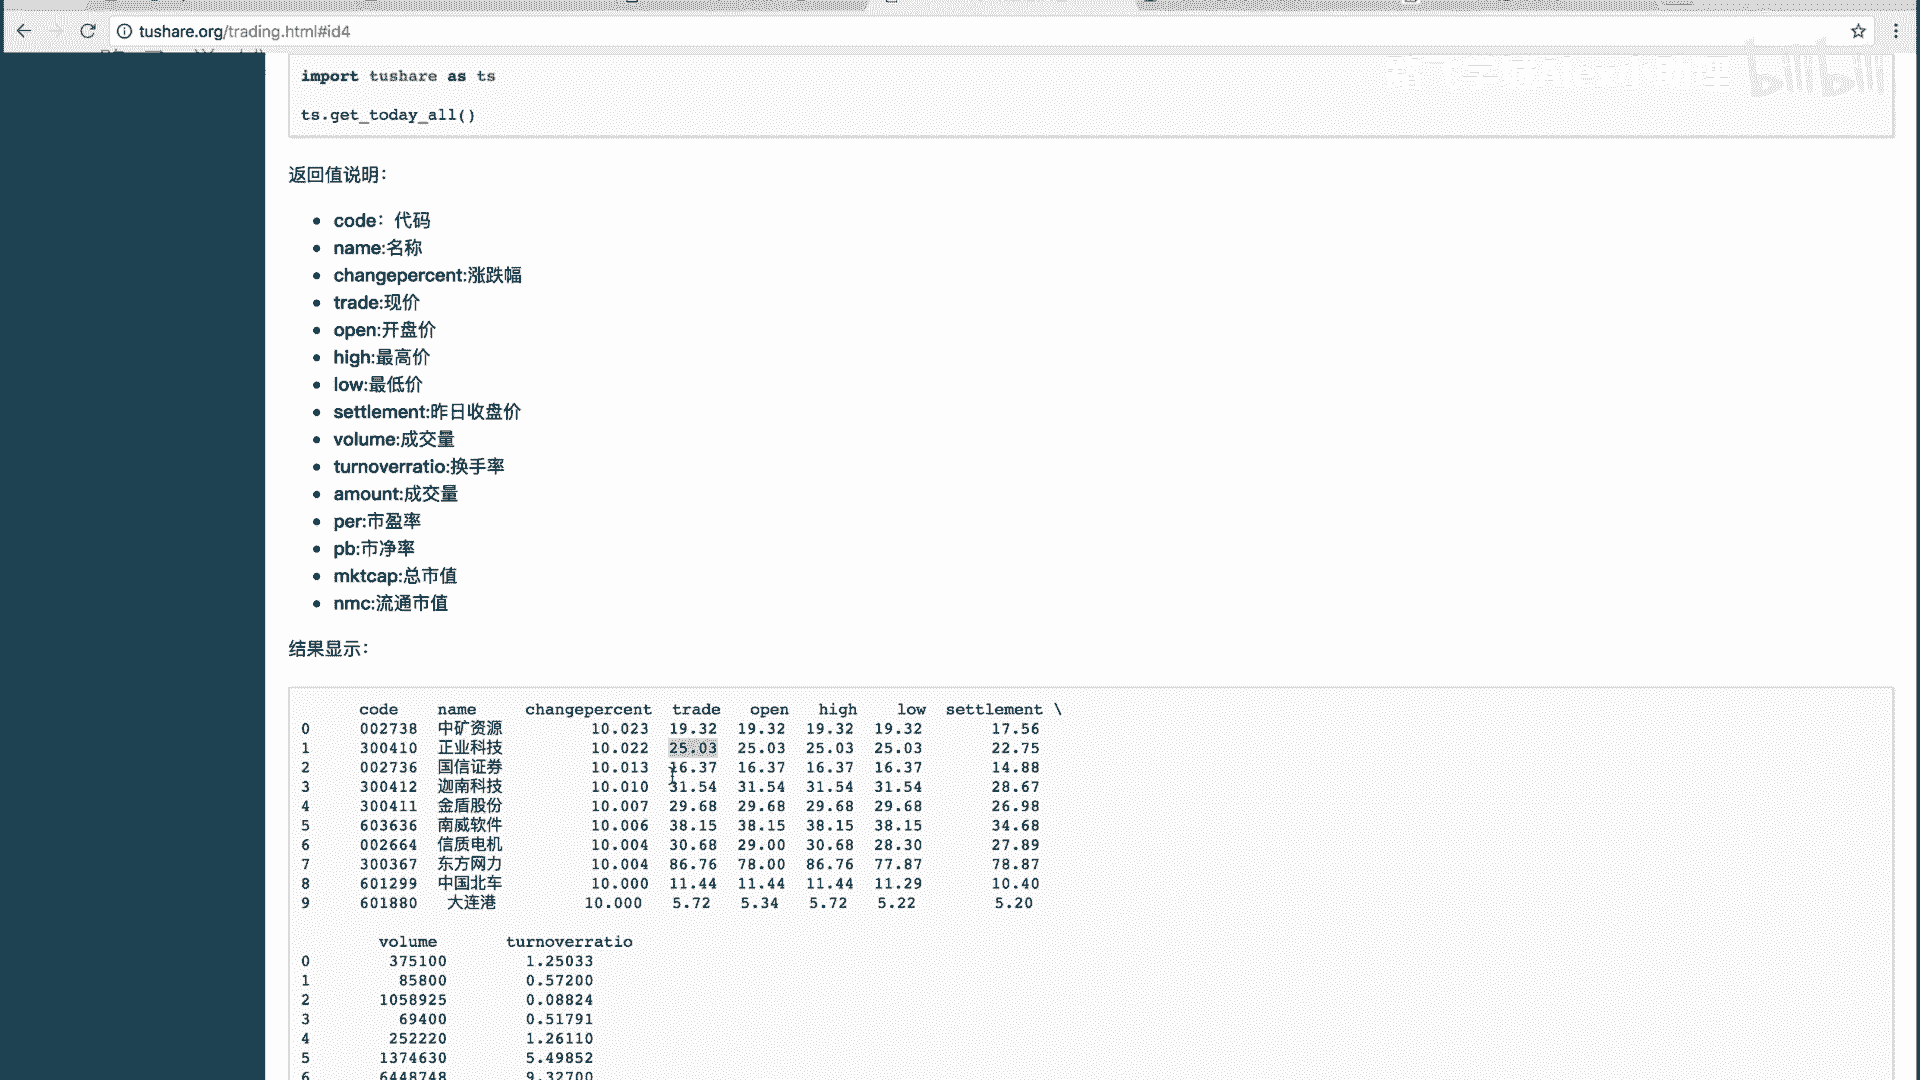 tushare.org/trading.html#id4
bilibili
import tushare as ts
ts.get_today_all()
返回值说明：
code：代码
name:名称
changepercent:涨跌幅
trade:现价
open:开盘价
high:最高价
low:最低价
settlement:昨日收盘价
volume:成交量
turnoverratio:换手率
amount:成交量
per:市盈率
pb:市净率
mktcap:总市值
nmc:流通市值
结果显示：
code name changepercent trade open high low settlement \
0 002738 中矿资源 10.023 19.32 19.32 19.32 19.32 17.56
1 300410 正业科技 10.022 25.03 25.03 25.03 25.03 22.75
2 002736 国信证券 10.013 16.37 16.37 16.37 16.37 14.88
3 300412 迦南科技 10.010 31.54 31.54 31.54 31.54 28.67
4 300411 金盾股份 10.007 29.68 29.68 29.68 29.68 26.98
5 603636 南威软件 10.006 38.15 38.15 38.15 38.15 34.68
6 002664 信质电机 10.004 30.68 29.00 30.68 28.30 27.89
7 300367 东方网力 10.004 86.76 78.00 86.76 77.87 78.87
8 601299 中国北车 10.000 11.44 11.44 11.44 11.29 10.40
9 601880 大连港 10.000 5.72 5.34 5.72 5.22 5.20
volume turnoverratio
0 375100 1.25033
1 85800 0.57200
2 1058925 0.08824
3 69400 0.51791
4 252220 1.26110
5 1374630 5.49852
6 6448748 9.32700